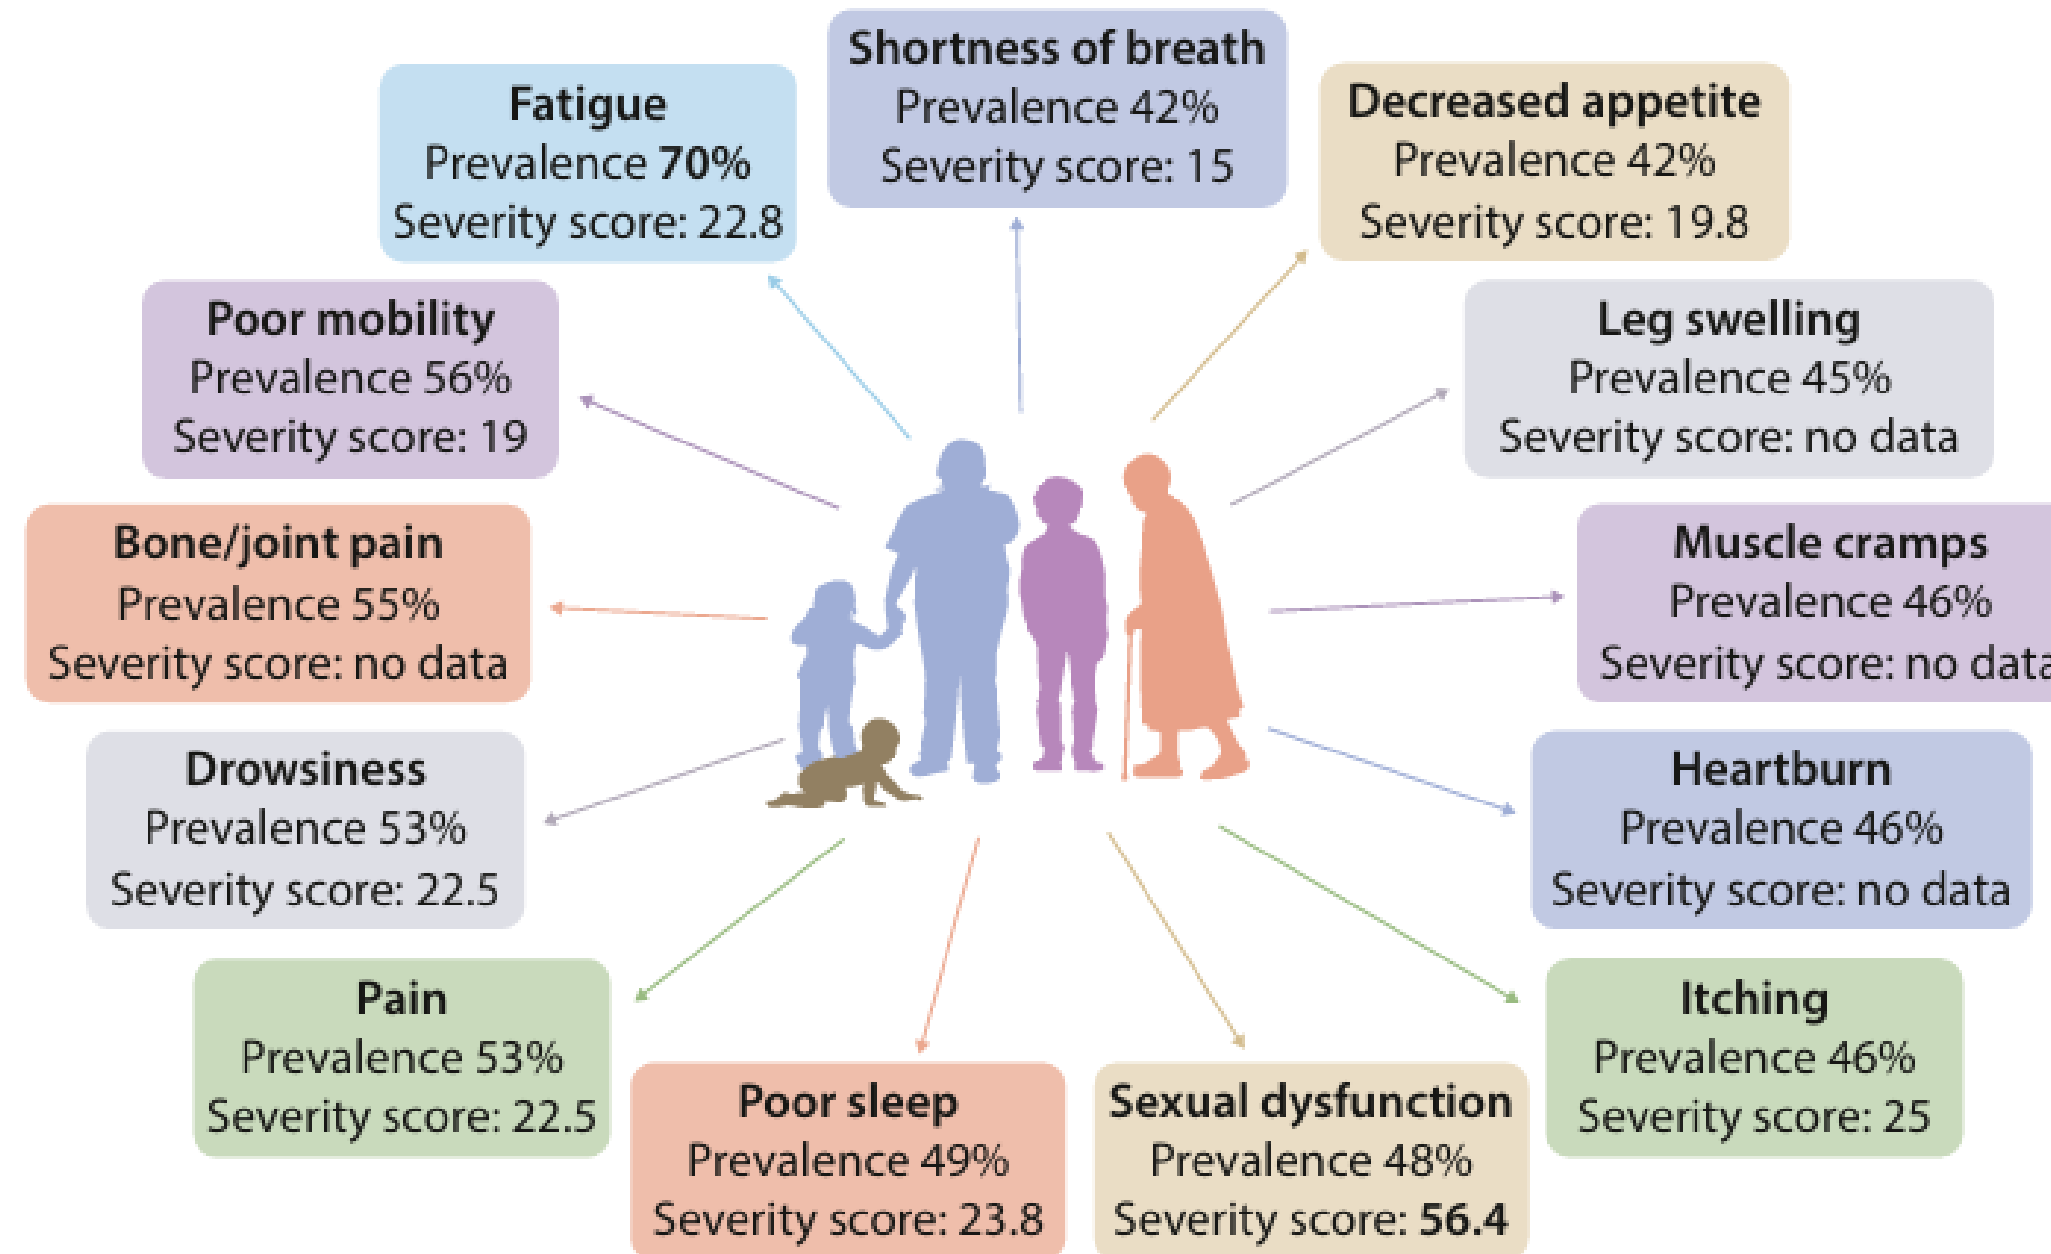 Shortness of breath
Prevalence 42%
Severity score: 15
Fatigue
Prevalence 70%
Severity score: 22.8
Decreased appetite
Prevalence 42%
Severity score: 19.8
Poor mobility
Prevalence 56%
Severity score: 19
Leg swelling
Prevalence 45%
Severity score: no data
Bone/joint pain
Prevalence 55%
Severity score: no data
Muscle cramps
Prevalence 46%
Severity score: no data
Drowsiness
Prevalence 53%
Severity score: 22.5
Heartburn
Prevalence 46%
Severity score: no data
Pain
Prevalence 53%
Severity score: 22.5
Itching
Prevalence 46%
Severity score: 25
Poor sleep
Prevalence 49%
Severity score: 23.8
Sexual dysfunction
Prevalence 48%
Severity score: 56.4